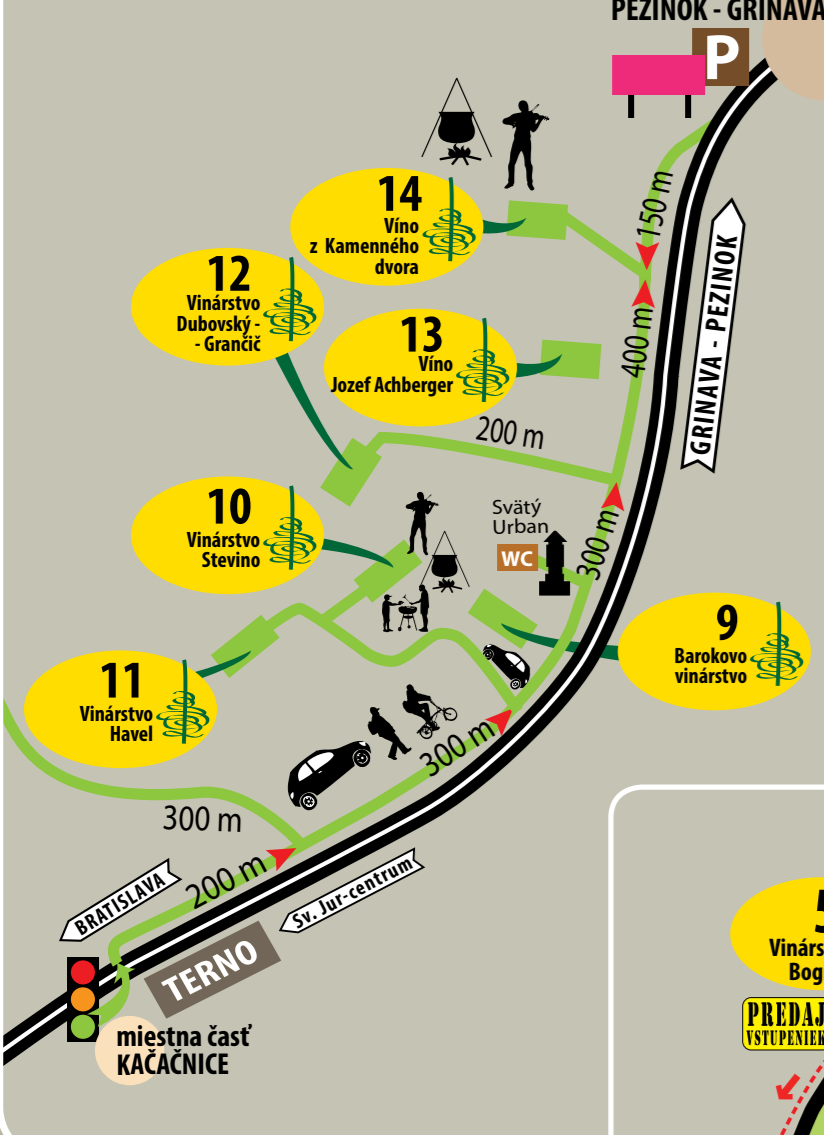 PEZINOK - GRINAVA
P
14
Víno
z Kamenného
dvora
150 m
12
Vinárstvo
Dubovský -
- Grančič
13
Víno
Jozef Achberger
400 m
GRINAVA - PEZINOK
200 m
10
Vinárstvo
Stevino
Svätý
Urban
WC
300 m
9
Barokovo
vinárstvo
11
Vinárstvo
Havel
300 m
300 m
200 m
BRATISLAVA
Sv. Jur-centrum
TERNO
miestna časť
KAČAČNICE
5
Vinárs
Bog
PREDAJ
VSTUPENIEK